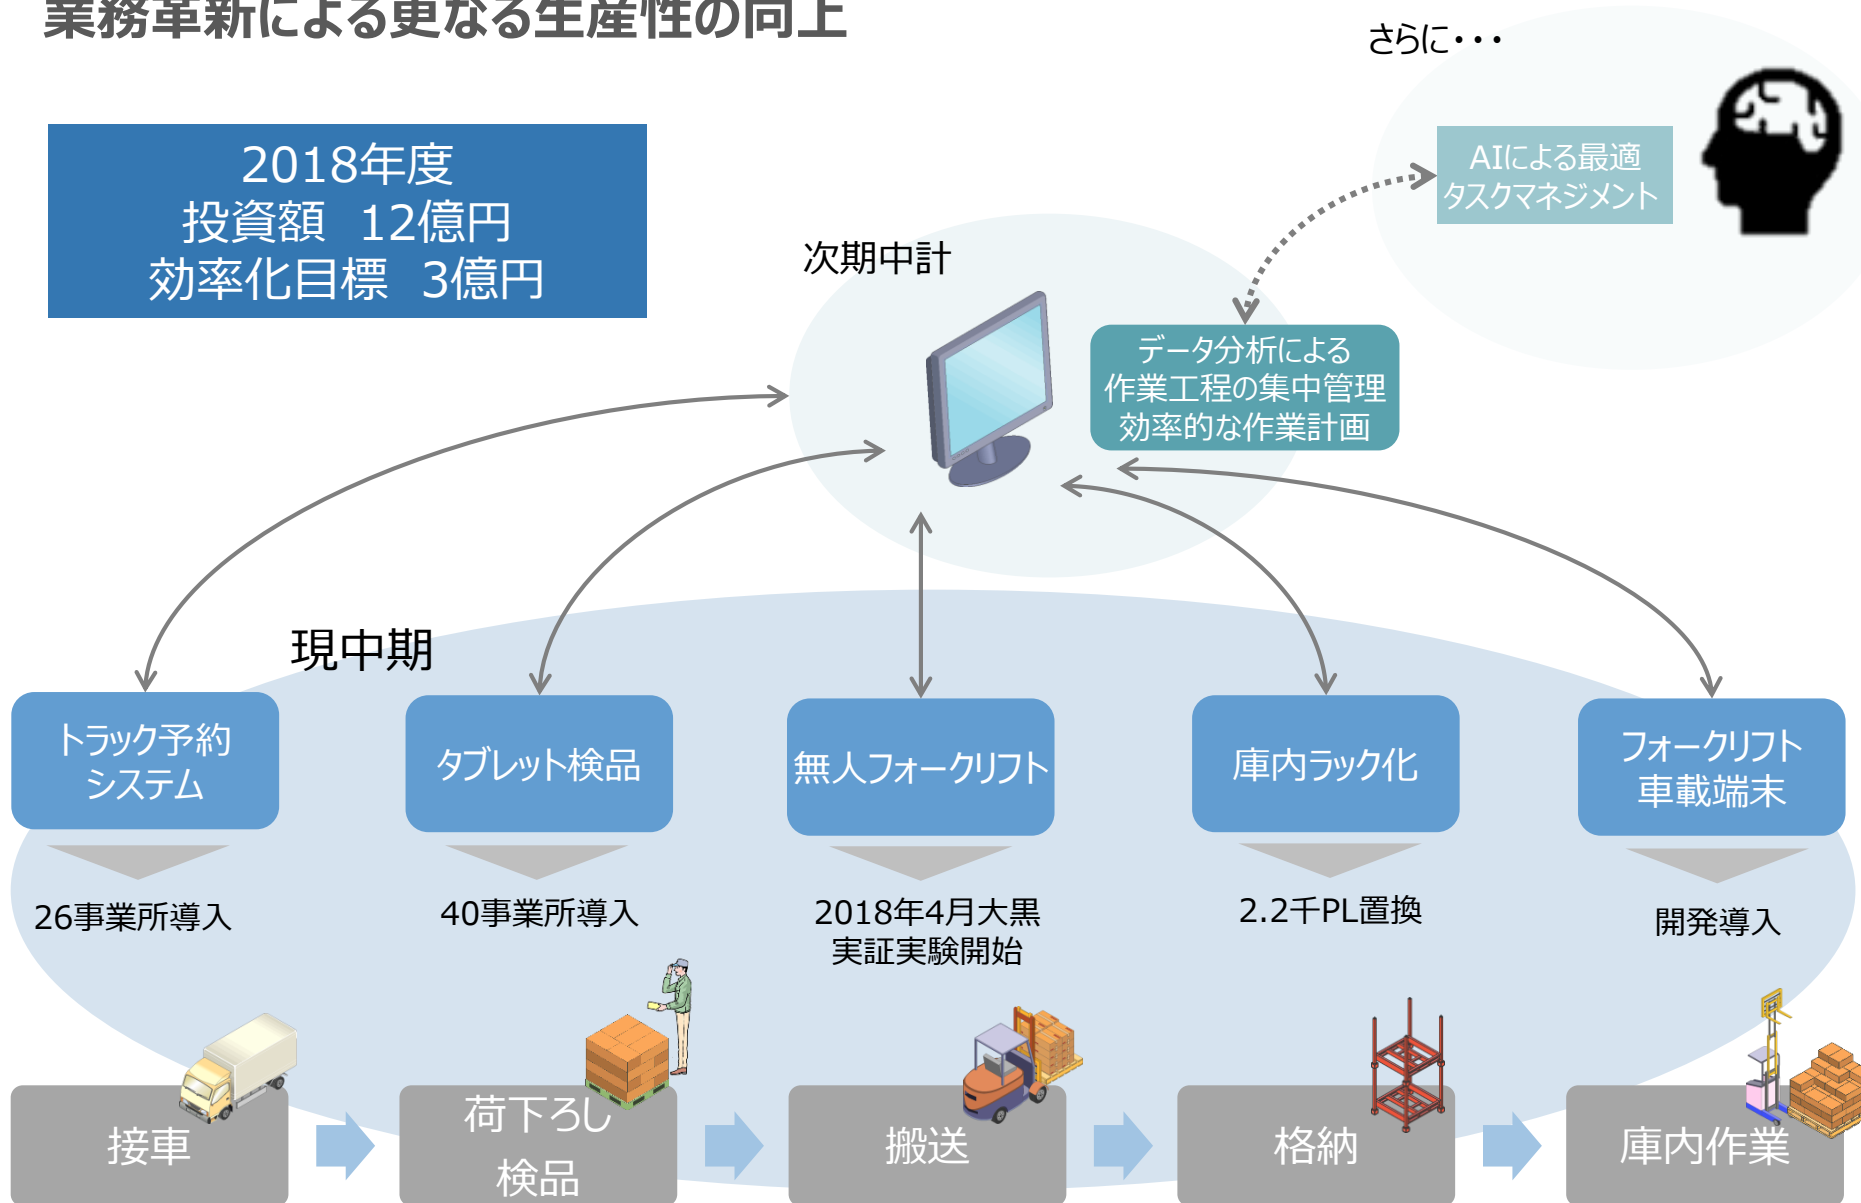 業務革新による更なる生産性の向上
さらに・・・
2018年度
投資額 12億円
効率化目標 3億円
AIによる最適
タスクマネジメント
次期中計
データ分析による
作業工程の集中管理
効率的な作業計画
現中期
トラック予約
システム
タブレット検品
無人フォークリフト
庫内ラック化
フォークリフト
車載端末
26事業所導入
40事業所導入
2018年4月大黒
実証実験開始
2.2千PL置換
開発導入
接車
荷下ろし
検品
搬送
格納
庫内作業